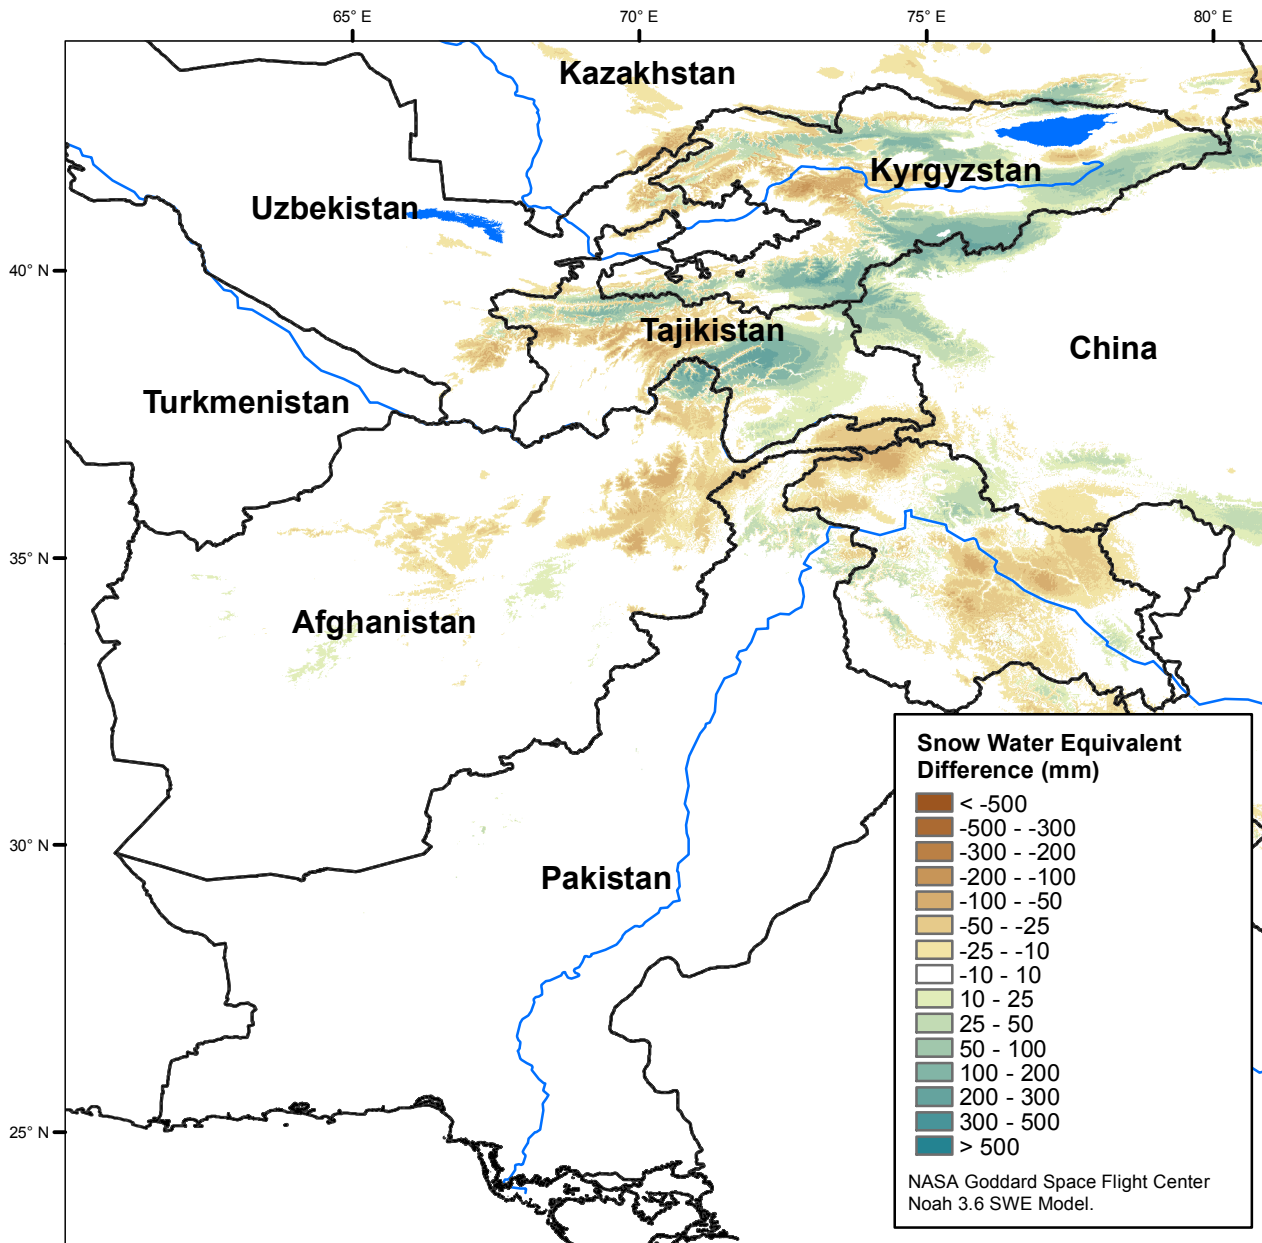 65° E
70° E
75° E
80° E
Kazakhstan
Kyrgyzstan
Uzbekistan
40° N
Tajikistan
China
Turkmenistan
35° N
Afghanistan
Snow Water Equivalent
Difference (mm)
< -500
-500 - -300
-300 - -200
-200 - -100
-100 - -50
-50 - -25
-25 - -10
-10 - 10
10 - 25
25 - 50
50 - 100
100 - 200
200 - 300
300 - 500
> 500
NASA Goddard Space Flight Center
Noah 3.6 SWE Model.
30° N
Pakistan
25° N